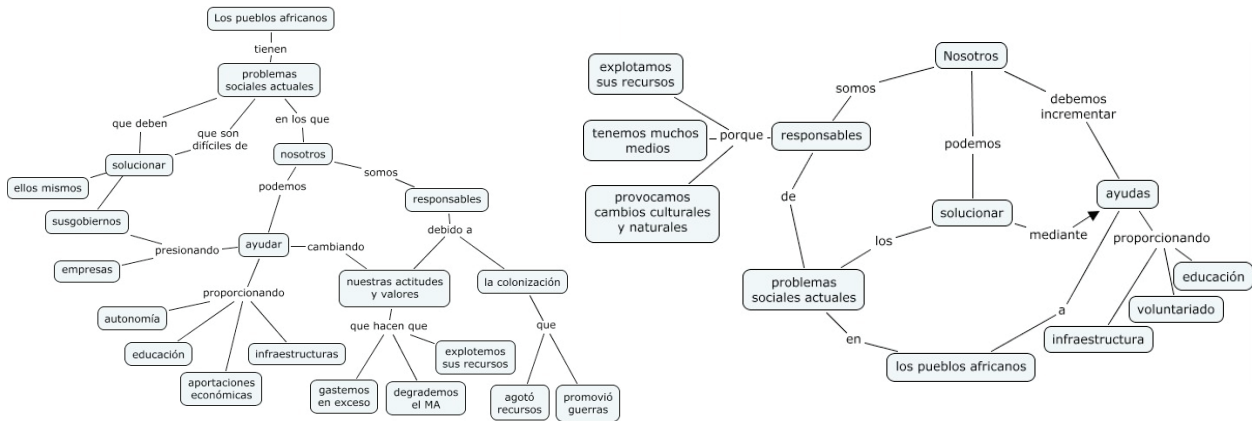 Los pueblos africanos
tienen
problemas
sociales actuales
que deben
que son
difíciles de
en los que
solucionar
nosotros
ellos mismos
podemos
somos
susgobiernos
responsables
presionando
ayudar
cambiando
debido a
empresas
nuestras actitudes
y valores
la colonización
proporcionando
autonomía
que hacen que
que
educación
infraestructuras
explotemos
sus recursos
aportaciones
económicas
gastemos
en exceso
degrademos
el MA
agotó
recursos
promovió
guerras
Nosotros
explotamos
sus recursos
somos
debemos
incrementar
tenemos muchos
medios
porque
responsables
podemos
provocamos
cambios culturales
y naturales
de
solucionar
ayudas
los
mediante
proporcionando
problemas
sociales actuales
educación
voluntariado
a
infraestructura
en
los pueblos africanos